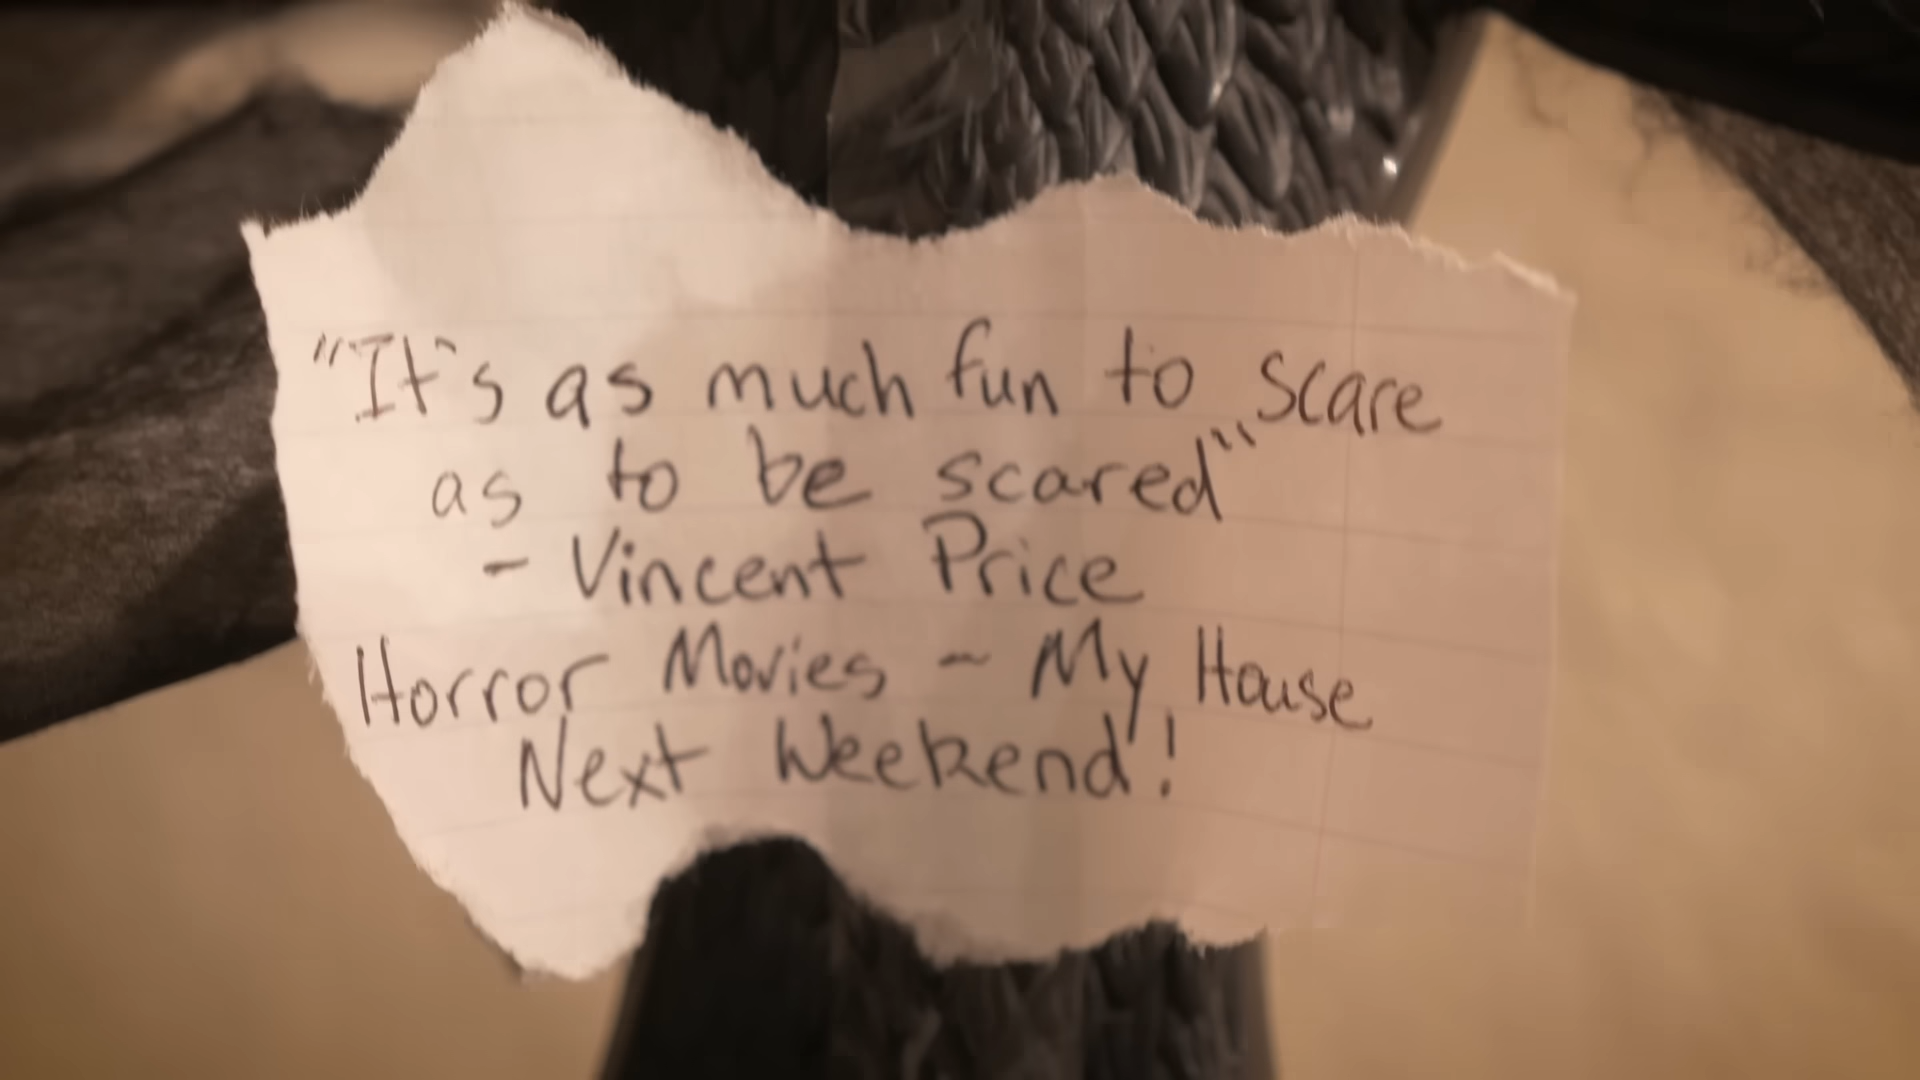 "It's as much fun to scare
as to be scared"
- Vincent Price
Horror Movies - My House
Next Weekend!